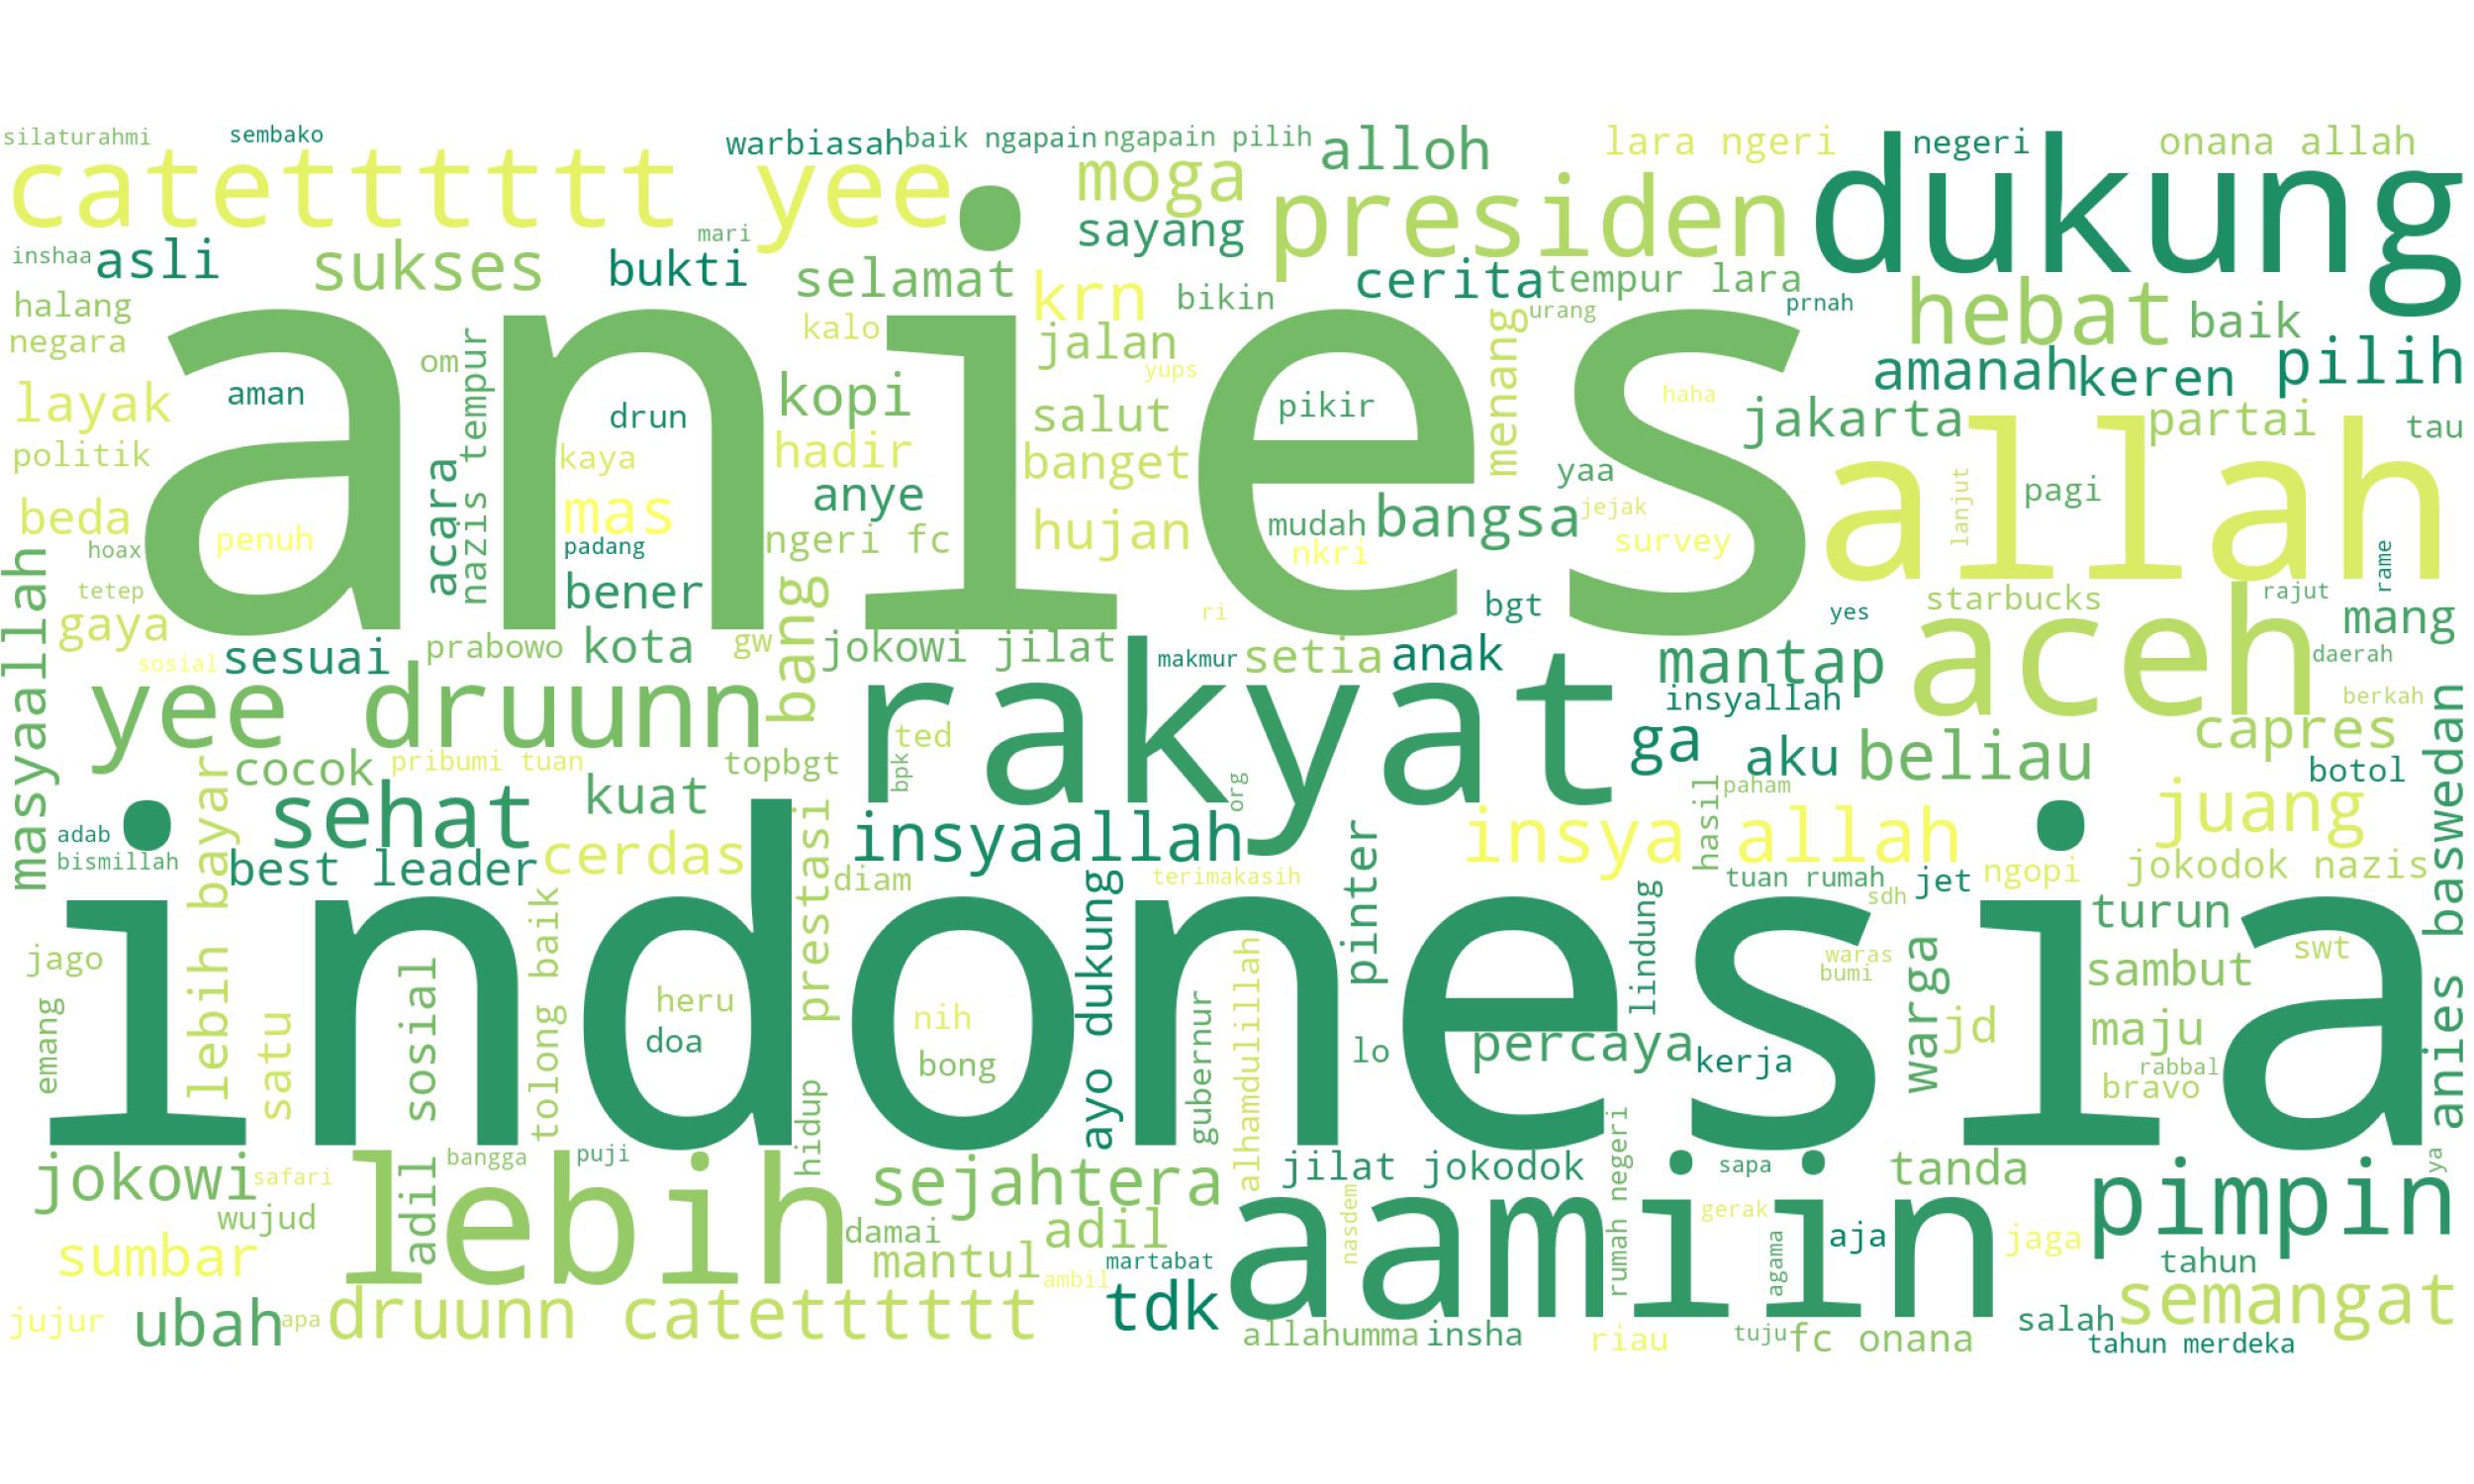 silaturahmi
sembako
catettttttt yee
warbiasah
baik ngapain
ngapain pilih
moga
alloh
lara ngeri
negeri
onana allah
dukung
presiden
sayang
mari
inshaa
asli
sukses
bukti
selamat
krn
bikin
cerita
tempur lara
prnah
hebat
baik
halang
negara
anies
kalo
jalan
yups
urang
menang
amanah
keren
pilih
layak
aman
om
nazis tempur
drun
kopi
salut
pikir
haha
jakarta
allah
partai
tau
politik
acara
kaya
hadir
banget
yaa
lanjut
pagi
beda
penuh
mas
anye
hujan
mudah
bangsa
jejak
hoax
padang
ngeri fc
nkri
survey
rame
masyaallah
tetep
bener
bang
ri
bgt
yes
starbucks
rajut
mang
gaya
sosial
sesuai
prabowo
kota
gw
jokowi jilat
makmur
setia
anak
mantap
aceh
daerah
yee druunn
rakyat
insyallah
berkah
anies baswedan
ted
ga
aku
beliau
capres
cocok
pribumi tuan
topbgt
bpk
org
botol
lebih bayar
sehat
kuat
prestasi
hasil
paham
juang
adab
bismillah
best leader
cerdas
insyaallah
insya allah
pinter
diam
ayo dukung
terimakasih
lindung
tuan rumah
jet
ngopi
jokodok nazis
indonesia
sdh
turun
jago
tolong baik
alhamdulillah
waras
bumi
warga
sambut
swt
emang
satu
adil sosial
heru
doa
nih
bong
gubernur
lo
percaya
kerja
jd
maju
rabbal
bravo
hidup
rumah negeri
jokowi
safari
bangga
puji
sejahtera
jilat jokodok
sapa
tanda
ya
pimpin
wujud
lebih
damai
adil
nasdem
aamiin
gerak
agama
aja
jaga
sumbar
mantul
ambil
martabat
tahun
jujur
ubah
apa
druunn catettttttt
tdk
allahumma
insha
riau
tuju
fc onana
salah
semangat
tahun merdeka